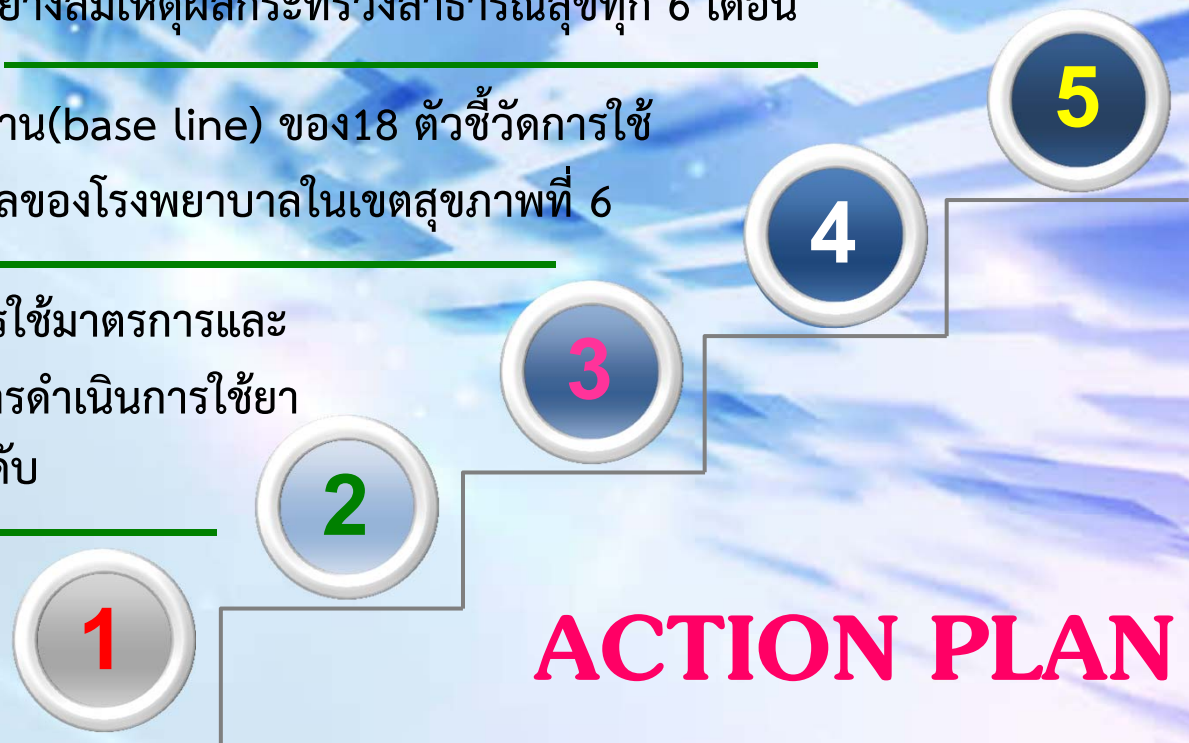 ย่างสมเหตุผลกระทรวงสาธารณสุขทุก 6 เดือน
าน(base line) ของ18 ตัวชี้วัดการใช้
ลของโรงพยาบาลในเขตสุขภาพที่ 6
รใช้มาตรการและ
ารดำเนินการใช้ยา
ดับ
5
4
3
2
1
ACTION PLAN